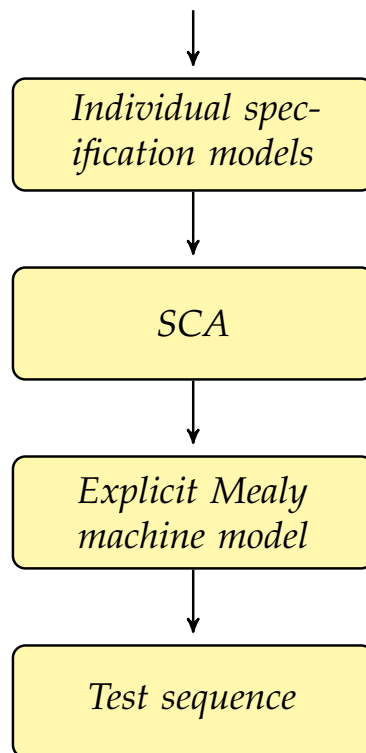 Individual spec-
ification models
SCA
Explicit Mealy
machine model
Test sequence